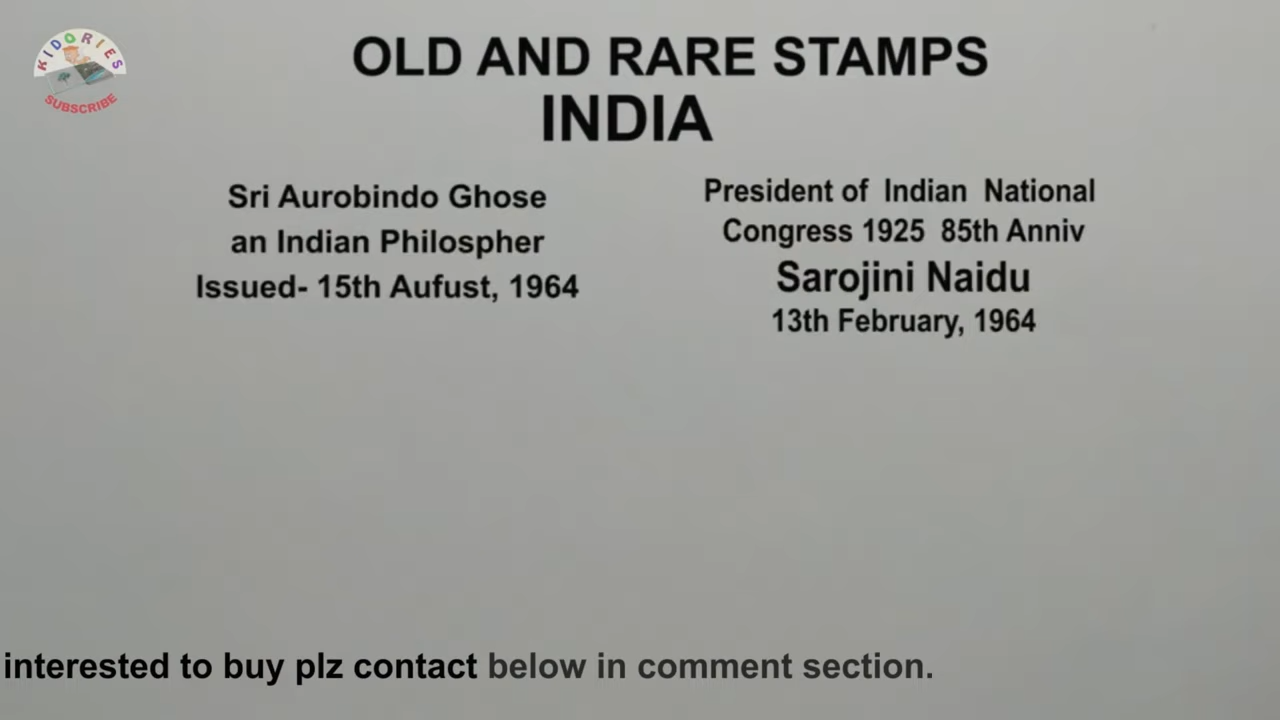 KIDORIES
SUBSCRIBE
OLD AND RARE STAMPS
INDIA
Sri Aurobindo Ghose
an Indian Philospher
Issued- 15th Aufust, 1964
President of Indian National
Congress 1925 85th Anniv
Sarojini Naidu
13th February, 1964
interested to buy plz contact below in comment section.